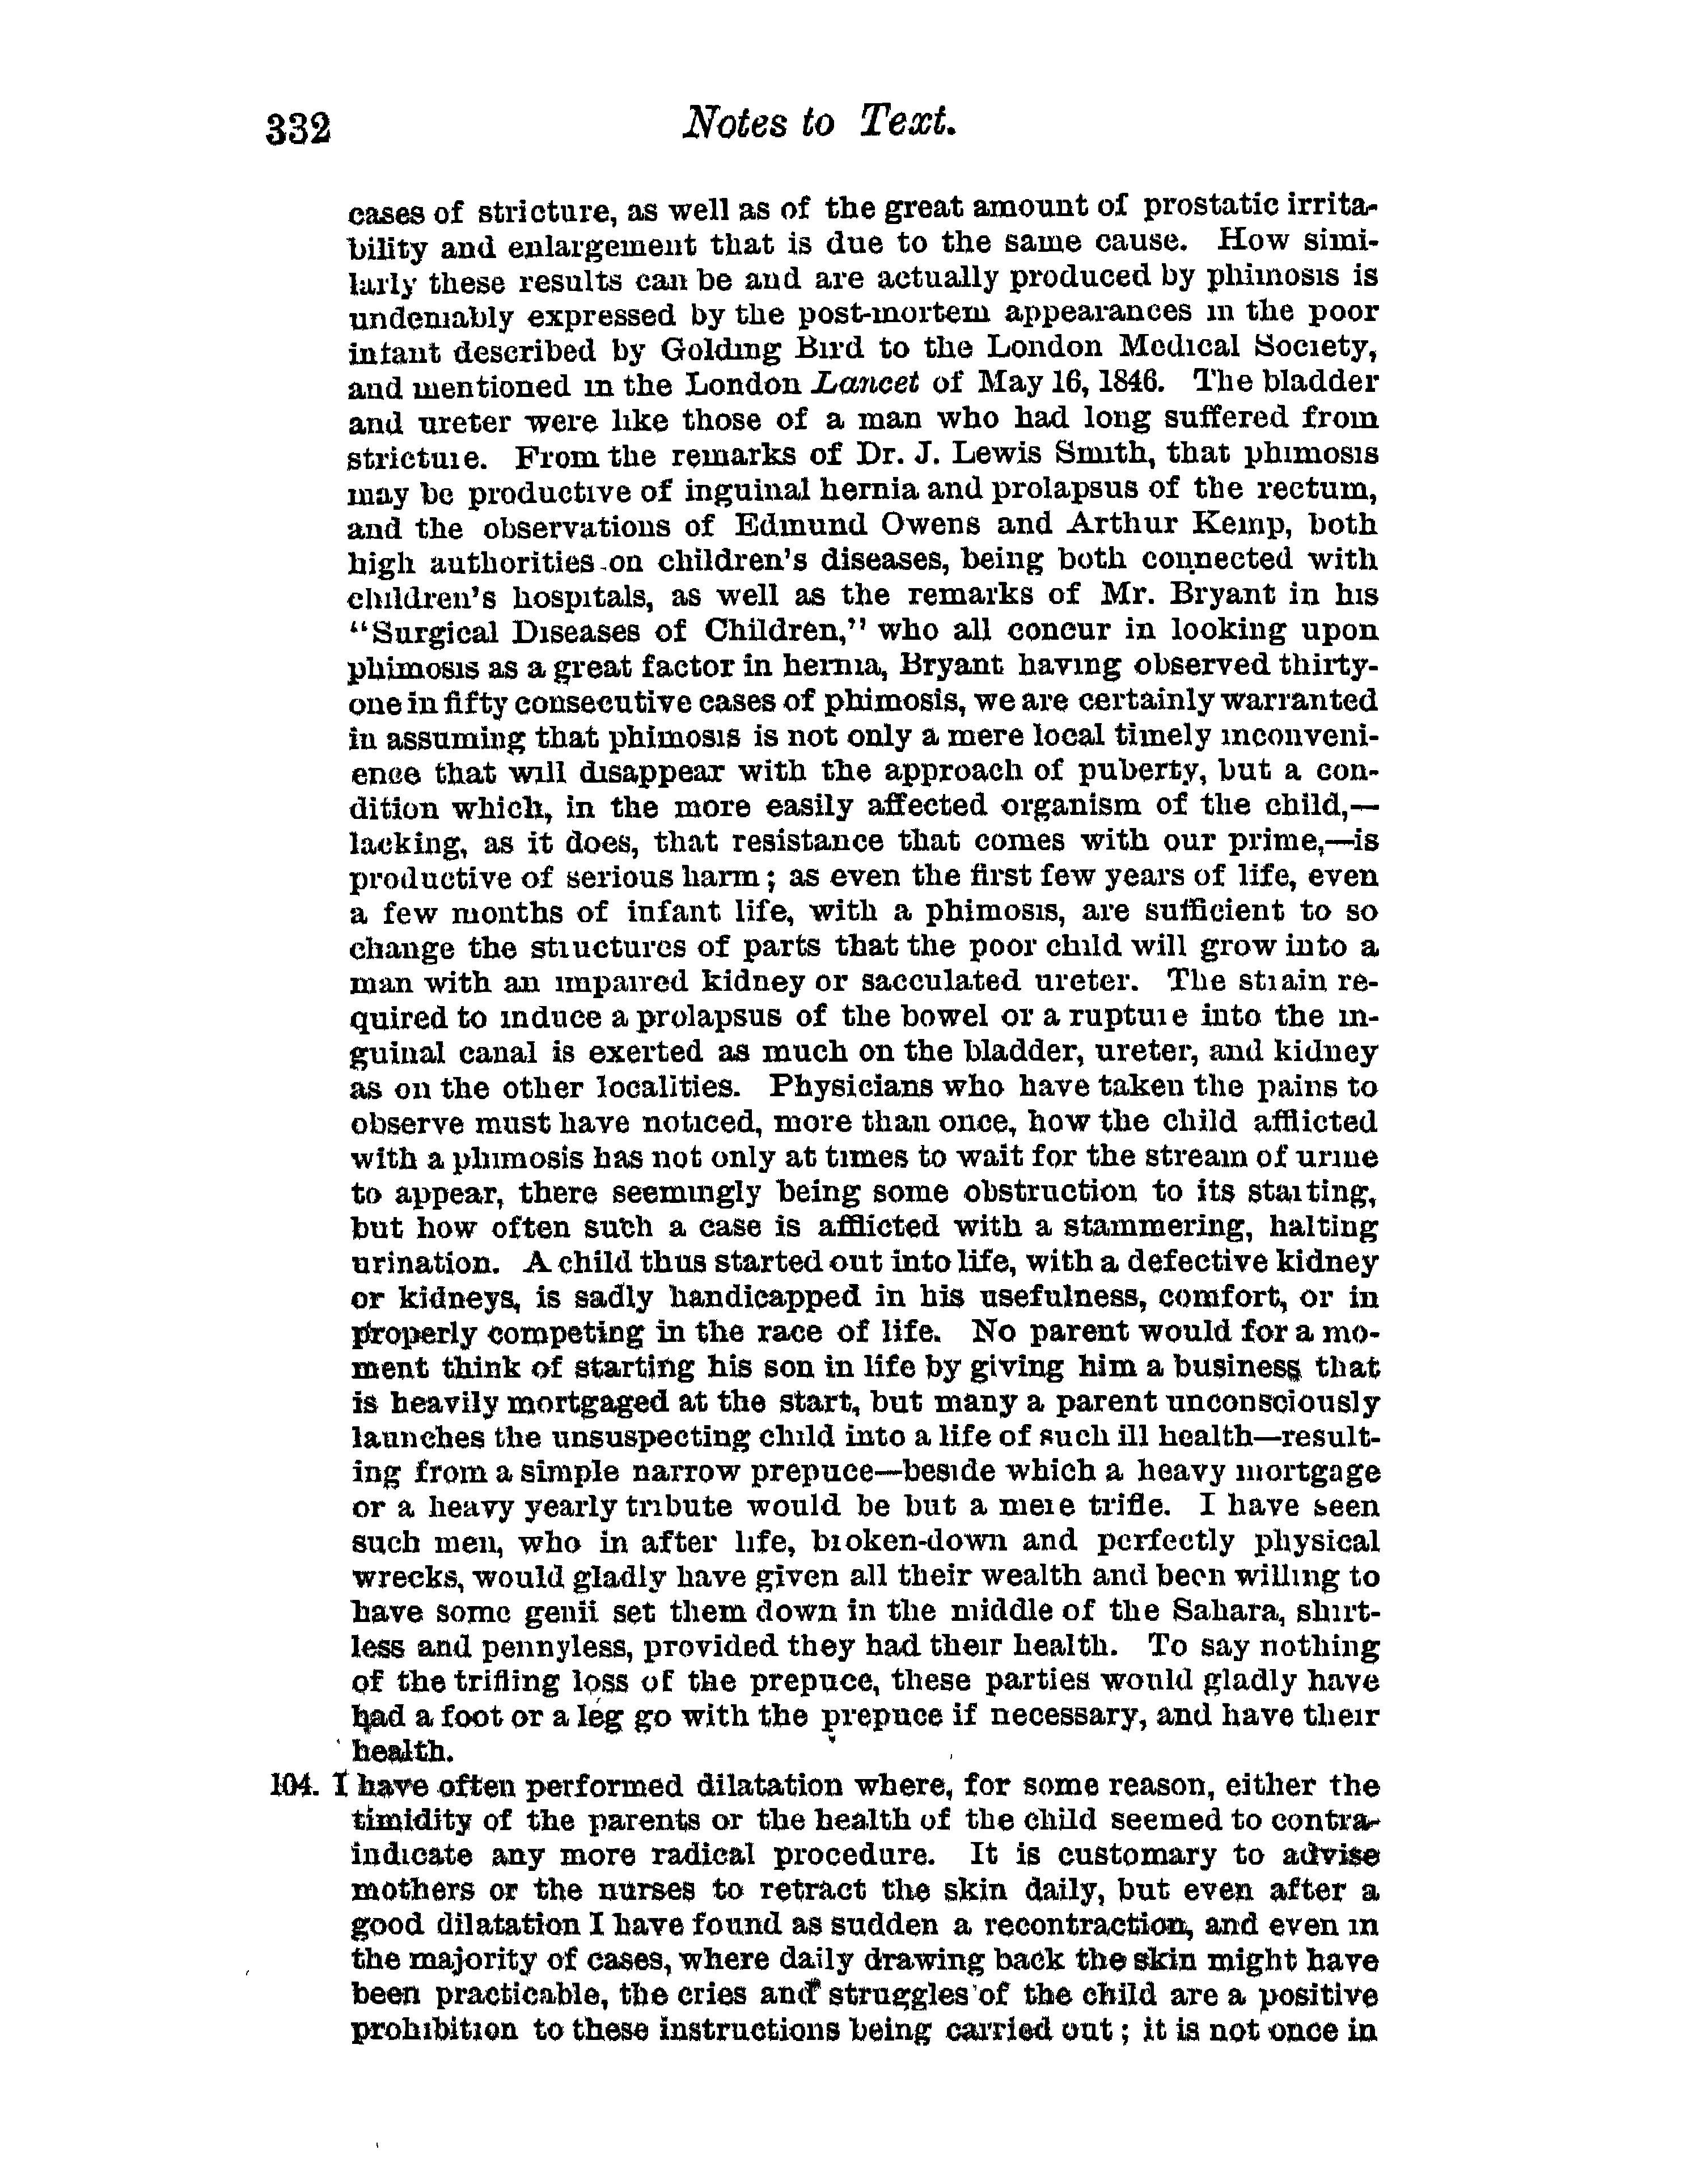 332
Notes to Text.
cases of stricture, as well as of the great amount of prostatic irrita-
bility and enlargement that is due to the same cause. How simi-
larly these results can be and are actually produced by phimosis is
undeniably expressed by the post-mortem appearances in the poor
infant described by Golding Bird to the London Medical Society,
and mentioned in the London Lancet of May 16, 1846. The bladder
and ureter were like those of a man who had long suffered from
stricture. From the remarks of Dr. J. Lewis Smith, that phimosis
may be productive of inguinal hernia and prolapsus of the rectum,
and the observations of Edmund Owens and Arthur Kemp, both
high authorities on children's diseases, being both connected with
children's hospitals, as well as the remarks of Mr. Bryant in his
“Surgical Diseases of Children,” who all concur in looking upon
phimosis as a great factor in hernia, Bryant having observed thirty-
one in fifty consecutive cases of phimosis, we are certainly warranted
in assuming that phimosis is not only a mere local timely inconveni-
ence that will disappear with the approach of puberty, but a con-
dition which, in the more easily affected organism of the child,—
lacking, as it does, that resistance that comes with our prime,—is
productive of serious harm; as even the first few years of life, even
a few months of infant life, with a phimosis, are sufficient to so
change the structures of parts that the poor child will grow into a
man with an impaired kidney or sacculated ureter. The strain re-
quired to induce a prolapsus of the bowel or a rupture into the in-
guinal canal is exerted as much on the bladder, ureter, and kidney
as on the other localities. Physicians who have taken the pains to
observe must have noticed, more than once, how the child afflicted
with a phimosis has not only at times to wait for the stream of urine
to appear, there seemingly being some obstruction to its starting,
but how often such a case is afflicted with a stammering, halting
urination. A child thus started out into life, with a defective kidney
or kidneys, is sadly handicapped in his usefulness, comfort, or in
properly competing in the race of life. No parent would for a mo-
ment think of starting his son in life by giving him a business that
is heavily mortgaged at the start, but many a parent unconsciously
launches the unsuspecting child into a life of such ill health—result-
ing from a simple narrow prepuce—beside which a heavy mortgage
or a heavy yearly tribute would be but a mere trifle. I have seen
such men, who in after life, broken-down and perfectly physical
wrecks, would gladly have given all their wealth and been willing to
have some genii set them down in the middle of the Sahara, shirt-
less and pennyless, provided they had their health. To say nothing
of the trifling loss of the prepuce, these parties would gladly have
had a foot or a leg go with the prepuce if necessary, and have their
health.
104. I have often performed dilatation where, for some reason, either the
timidity of the parents or the health of the child seemed to contra-
indicate any more radical procedure. It is customary to advise
mothers or the nurses to retract the skin daily, but even after a
good dilatation I have found as sudden a recontraction, and even in
the majority of cases, where daily drawing back the skin might have
been practicable, the cries and struggles of the child are a positive
prohibition to these instructions being carried out; it is not once in